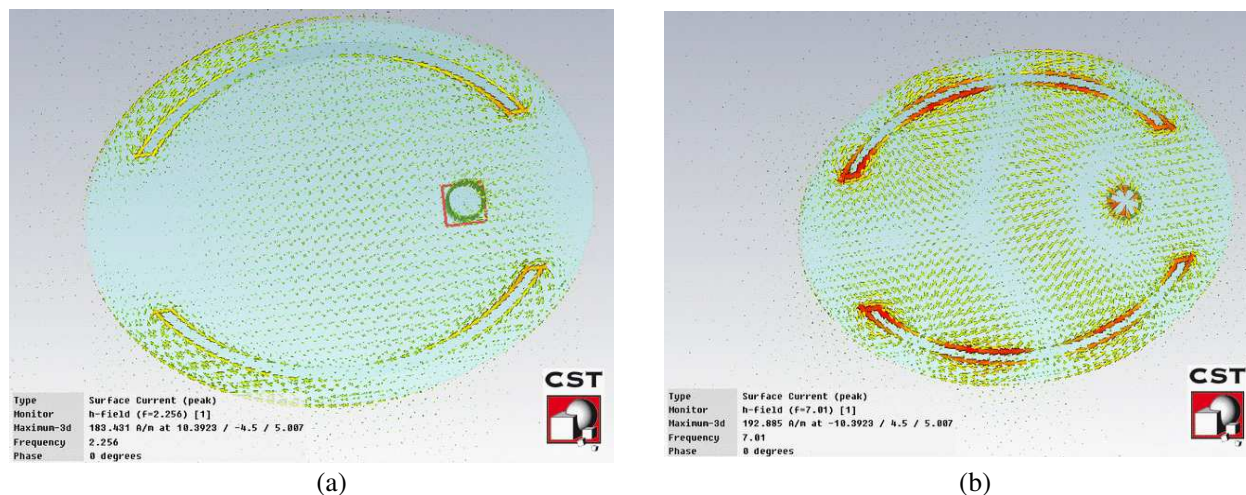 CST
Type Surface Current (peak)
Monitor h-field (f=2.256) [1]
Maximum-3d 183.431 A/m at 10.3923 / -4.5 / 5.007
Frequency 2.256
Phase 0 degrees
(a)
CST
Type Surface Current (peak)
Monitor h-field (f=7.01) [1]
Maximum-3d 192.885 A/m at -10.3923 / 4.5 / 5.007
Frequency 7.01
Phase 0 degrees
(b)